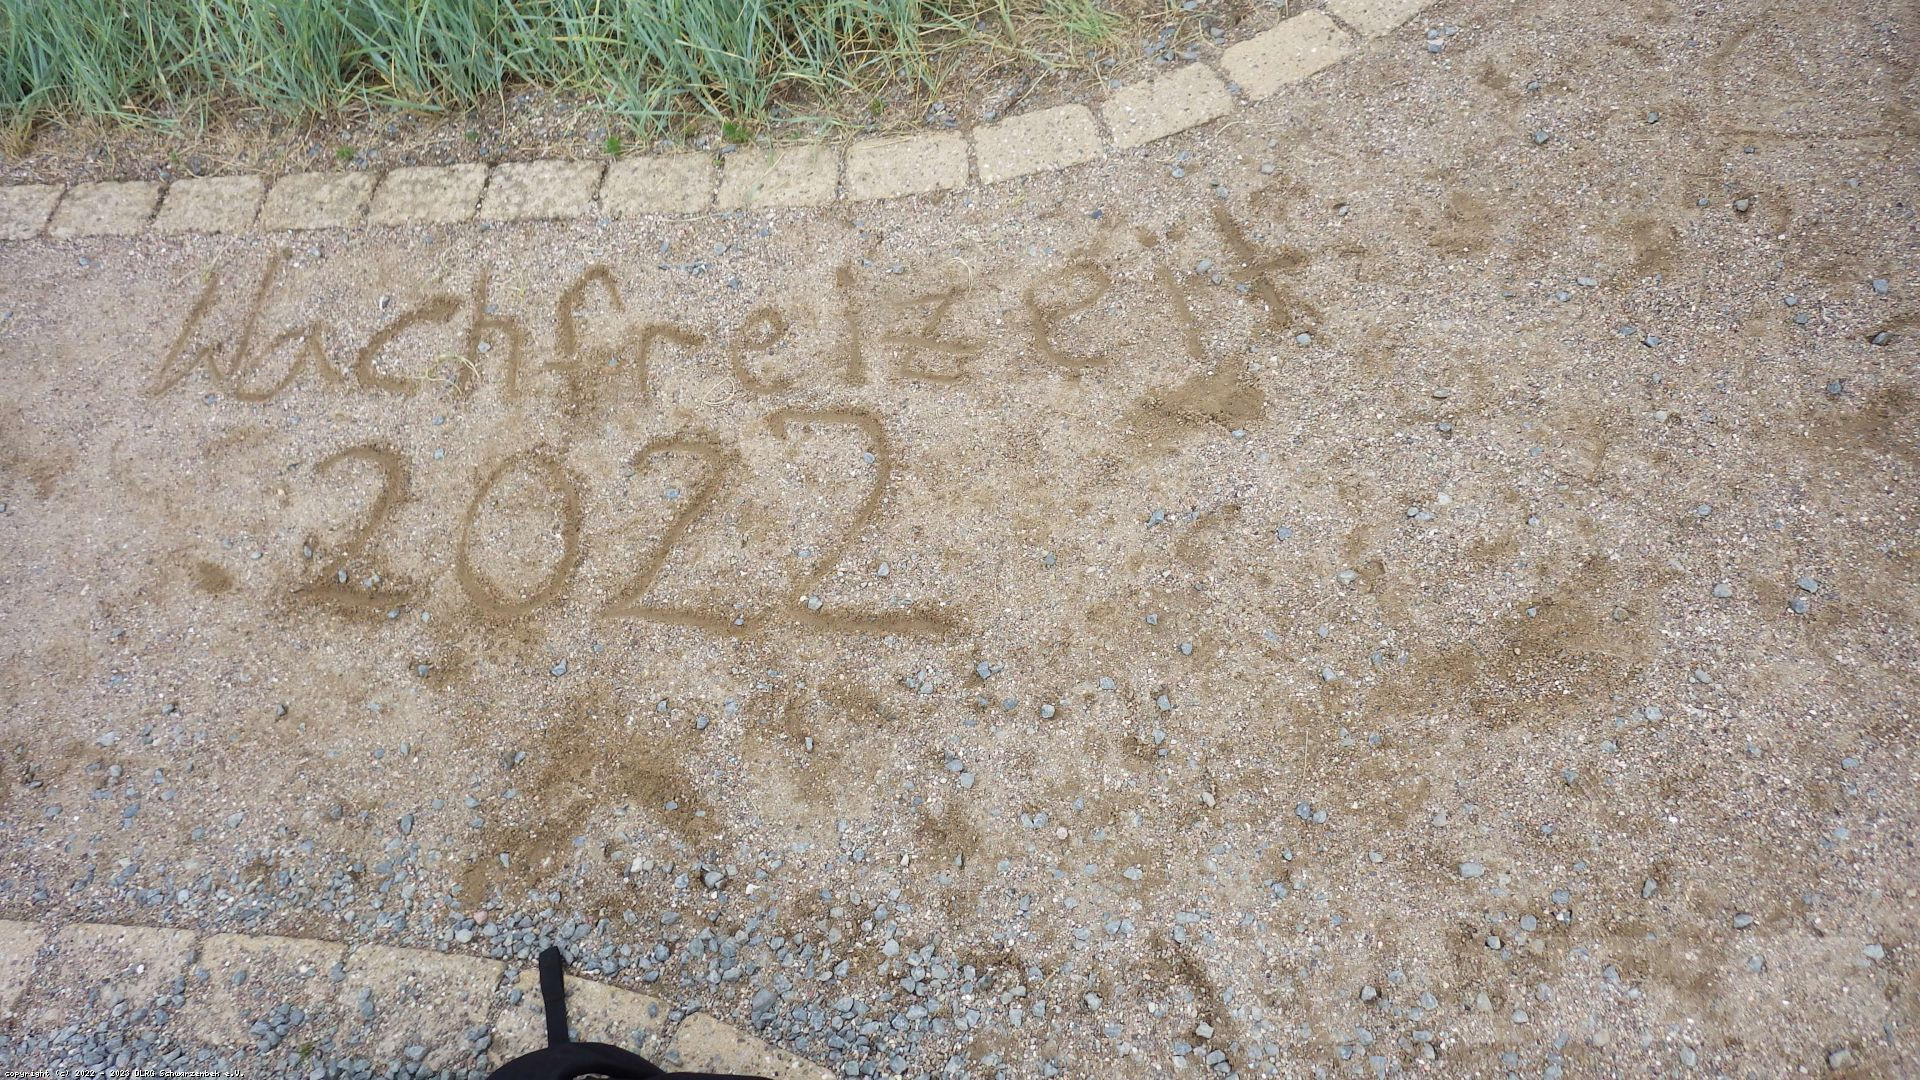 Wachfreizeit
2022
copyright (c) 2022 - 2023 DLRG Schwarzenbek e.V.